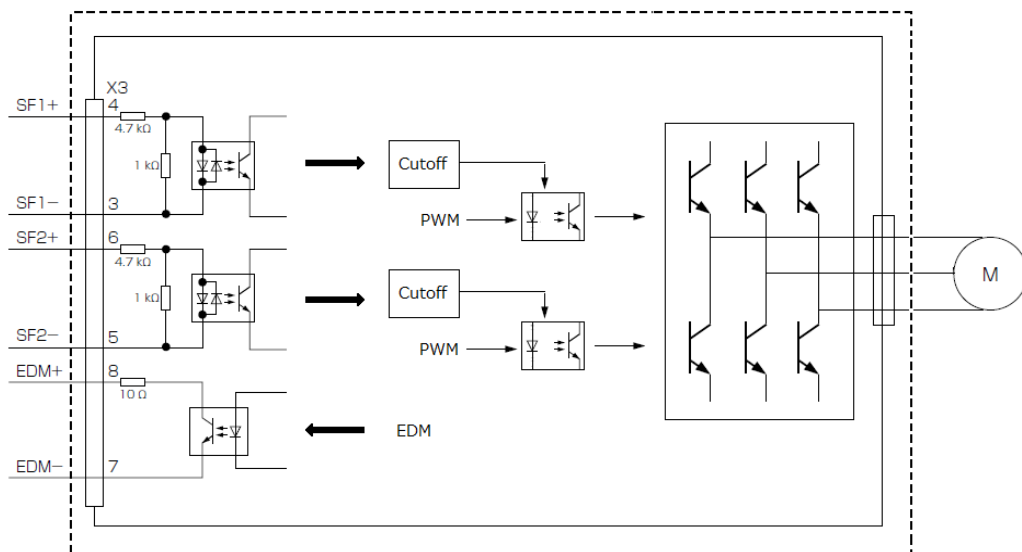 X3
SF1+ 4
4.7 kΩ
1 kΩ
Cutoff
SF1− 3
PWM
SF2+ 6
4.7 kΩ
M
1 kΩ
Cutoff
SF2− 5
PWM
EDM+ 8
10 Ω
EDM
EDM− 7